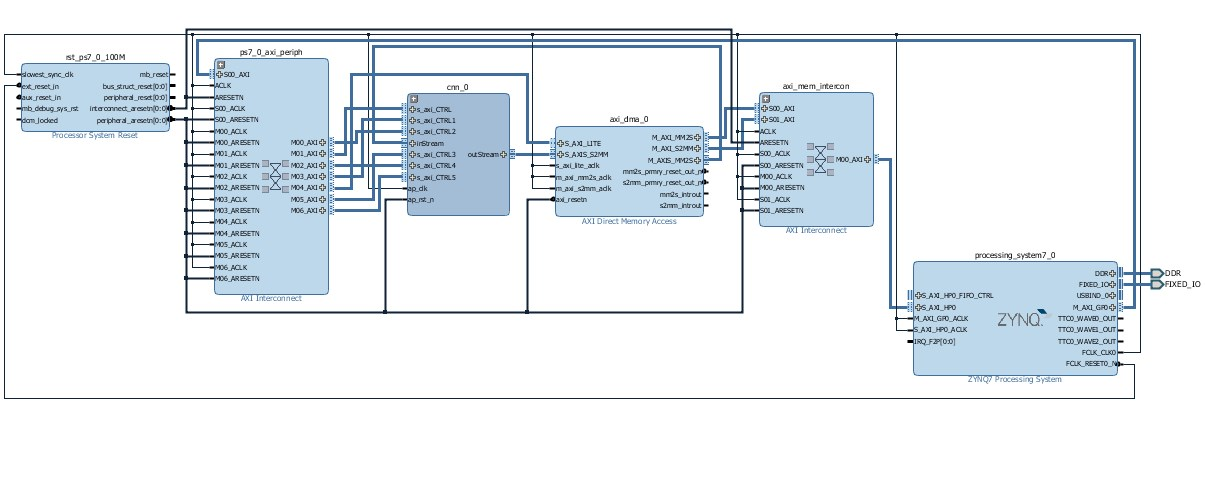 rst_ps7_0_100M
slowest_sync_clk
ext_reset_in
aux_reset_in
mb_debug_sys_rst
dcm_locked
mb_reset
bus_struct_reset[0:0]
peripheral_reset[0:0]
interconnect_aresetn[0:0]
peripheral_aresetn[0:0]
Processor System Reset
ps7_0_axi_periph
S00_AXI
ACLK
ARESETN
S00_ACLK
S00_ARESETN
M00_ACLK
M00_ARESETN
M01_ACLK
M01_ARESETN
M02_ACLK
M02_ARESETN
M03_ACLK
M03_ARESETN
M04_ACLK
M04_ARESETN
M05_ACLK
M05_ARESETN
M06_ACLK
M06_ARESETN
M00_AXI
M01_AXI
M02_AXI
M03_AXI
M04_AXI
M05_AXI
M06_AXI
AXI Interconnect
cnn_0
s_axi_CTRL
s_axi_CTRL1
s_axi_CTRL2
inStream
s_axi_CTRL3
s_axi_CTRL4
s_axi_CTRL5
ap_clk
ap_rst_n
outStream
axi_dma_0
S_AXI_LITE
S_AXIS_S2MM
s_axi_lite_aclk
m_axi_mm2s_aclk
m_axi_s2mm_aclk
axi_resetn
M_AXI_MM2S
M_AXI_S2MM
M_AXIS_MM2S
mm2s_prmry_reset_out_n
s2mm_prmry_reset_out_n
mm2s_introut
s2mm_introut
AXI Direct Memory Access
axi_mem_intercon
S00_AXI
S01_AXI
ACLK
ARESETN
S00_ACLK
S00_ARESETN
M00_ACLK
M00_ARESETN
S01_ACLK
S01_ARESETN
M00_AXI
AXI Interconnect
processing_system7_0
S_AXI_HP0_FIFO_CTRL
S_AXI_HP0
M_AXI_GP0_ACLK
S_AXI_HP0_ACLK
IRQ_F2P[0:0]
ZYNQ
DDR
FIXED_IO
USBIND_0
M_AXI_GP0
TTC0_WAVE0_OUT
TTC0_WAVE1_OUT
TTC0_WAVE2_OUT
FCLK_CLK0
FCLK_RESET0_N
ZYNQ7 Processing System
DDR
FIXED_IO